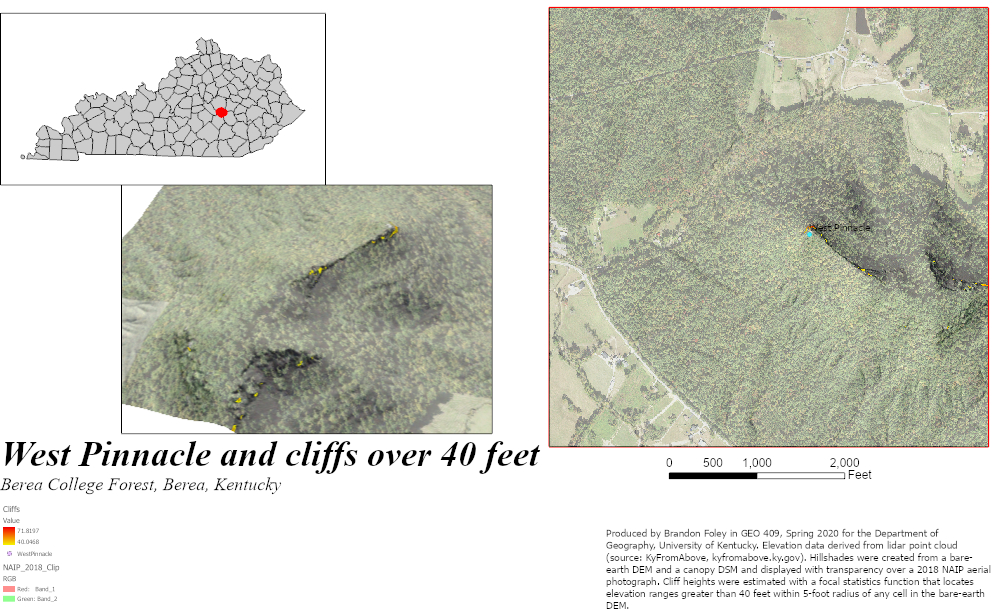 West Pinnacle
West Pinnacle and cliffs over 40 feet
Berea College Forest, Berea, Kentucky
0 500 1,000 2,000
Feet
Cliffs
Value
71.8197
40.0468
WestPinnacle
NAIP_2018_Clip
RGB
Red: Band_1
Green: Band_2
Produced by Brandon Foley in GEO 409, Spring 2020 for the Department of
Geography, University of Kentucky. Elevation data derived from lidar point cloud
(source: KyFromAbove, kyfromabove.ky.gov). Hillshades were created from a bare-
earth DEM and a canopy DSM and displayed with transparency over a 2018 NAIP aerial
photograph. Cliff heights were estimated with a focal statistics function that locates
elevation ranges greater than 40 feet within 5-foot radius of any cell in the bare-earth
DEM.